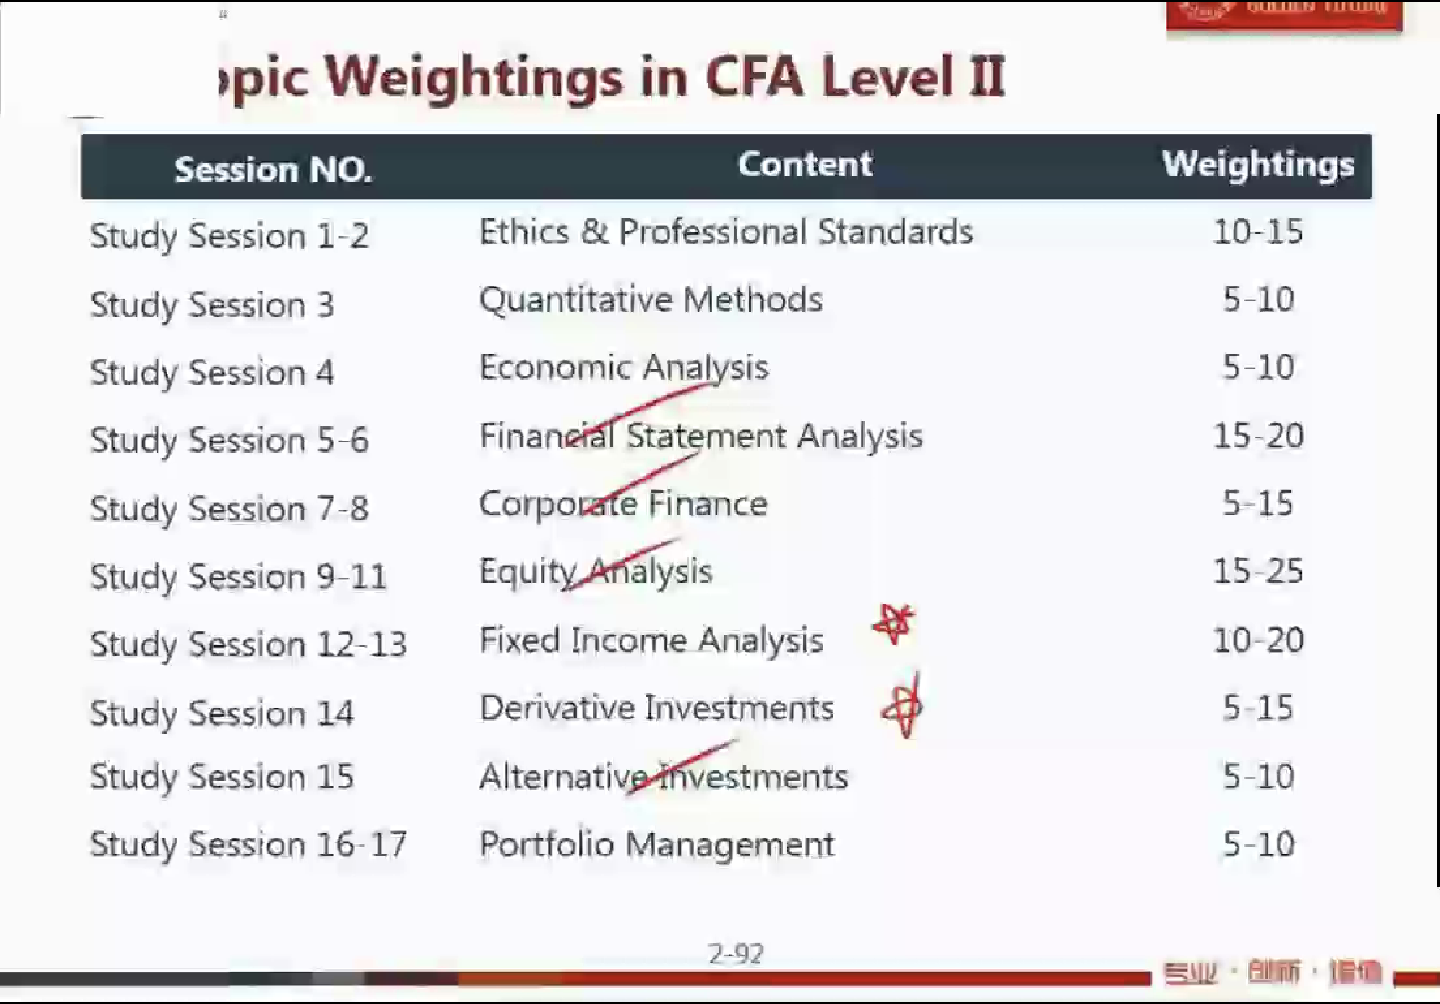 opic Weightings in CFA Level II
Session NO. Content Weightings
Study Session 1-2 Ethics & Professional Standards 10-15
Study Session 3 Quantitative Methods 5-10
Study Session 4 Economic Analysis 5-10
Study Session 5-6 Financial Statement Analysis 15-20
Study Session 7-8 Corporate Finance 5-15
Study Session 9-11 Equity Analysis 15-25
Study Session 12-13 Fixed Income Analysis 10-20
Study Session 14 Derivative Investments 5-15
Study Session 15 Alternative Investments 5-10
Study Session 16-17 Portfolio Management 5-10
2-92